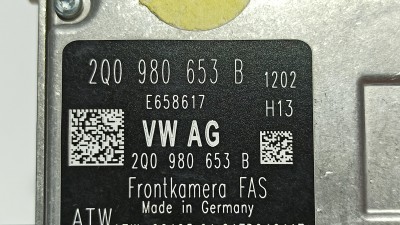 2Q0 980 653 B 1202
E658617 H13
VW AG
2Q0 980 653 B
Frontkamera FAS
Made in Germany
ATW